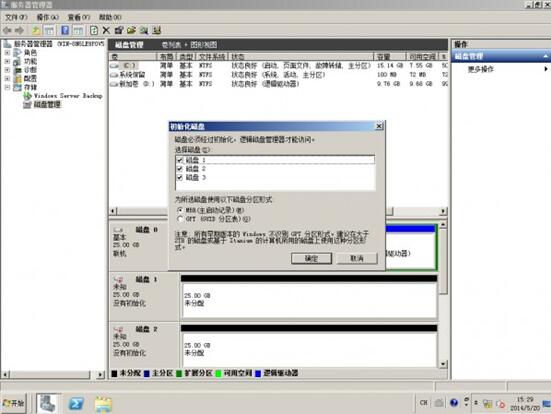 服务器管理器
文件(F) 操作(A) 查看(V) 帮助(H)
服务器管理器
角色
功能
诊断
配置
存储
Windows Server Backup
磁盘管理
磁盘管理 卷列表 + 图形视图
卷 布局 类型 文件系统 状态 容量 可用空间
(C:) 简单 基本 NTFS 状态良好 (启动, 页面文件, 故障转储, 主分区) 15.14 GB 7.55 GB
系统保留 简单 基本 NTFS 状态良好 (系统, 活动, 主分区) 100 MB 72 MB
新加卷 (D:) 简单 基本 NTFS 状态良好 (逻辑驱动器) 9.76 GB 9.68 GB
操作
磁盘管理
更多操作
初始化磁盘
磁盘必须经过初始化,逻辑磁盘管理器才能访问。
选择磁盘(S):
磁盘 1
磁盘 2
磁盘 3
为所选磁盘使用以下磁盘分区形式:
MBR(主启动记录)(M)
GPT (GUID 分区表)(G)
注意: 所有早期版本的 Windows 不识别 GPT 分区形式。建议在大于
2TB 的磁盘或基于 Itanium 的计算机所用的磁盘上使用这种分区形
式。
确定 取消
磁盘 0
基本
25.00 GB
联机
磁盘 1
未知
25.00 GB
没有初始化
25.00 GB
未分配
磁盘 2
未知
25.00 GB
没有初始化
25.00 GB
未分配
未分配 主分区 扩展分区 可用空间 逻辑驱动器
开始
CH
15:29
2014/5/20